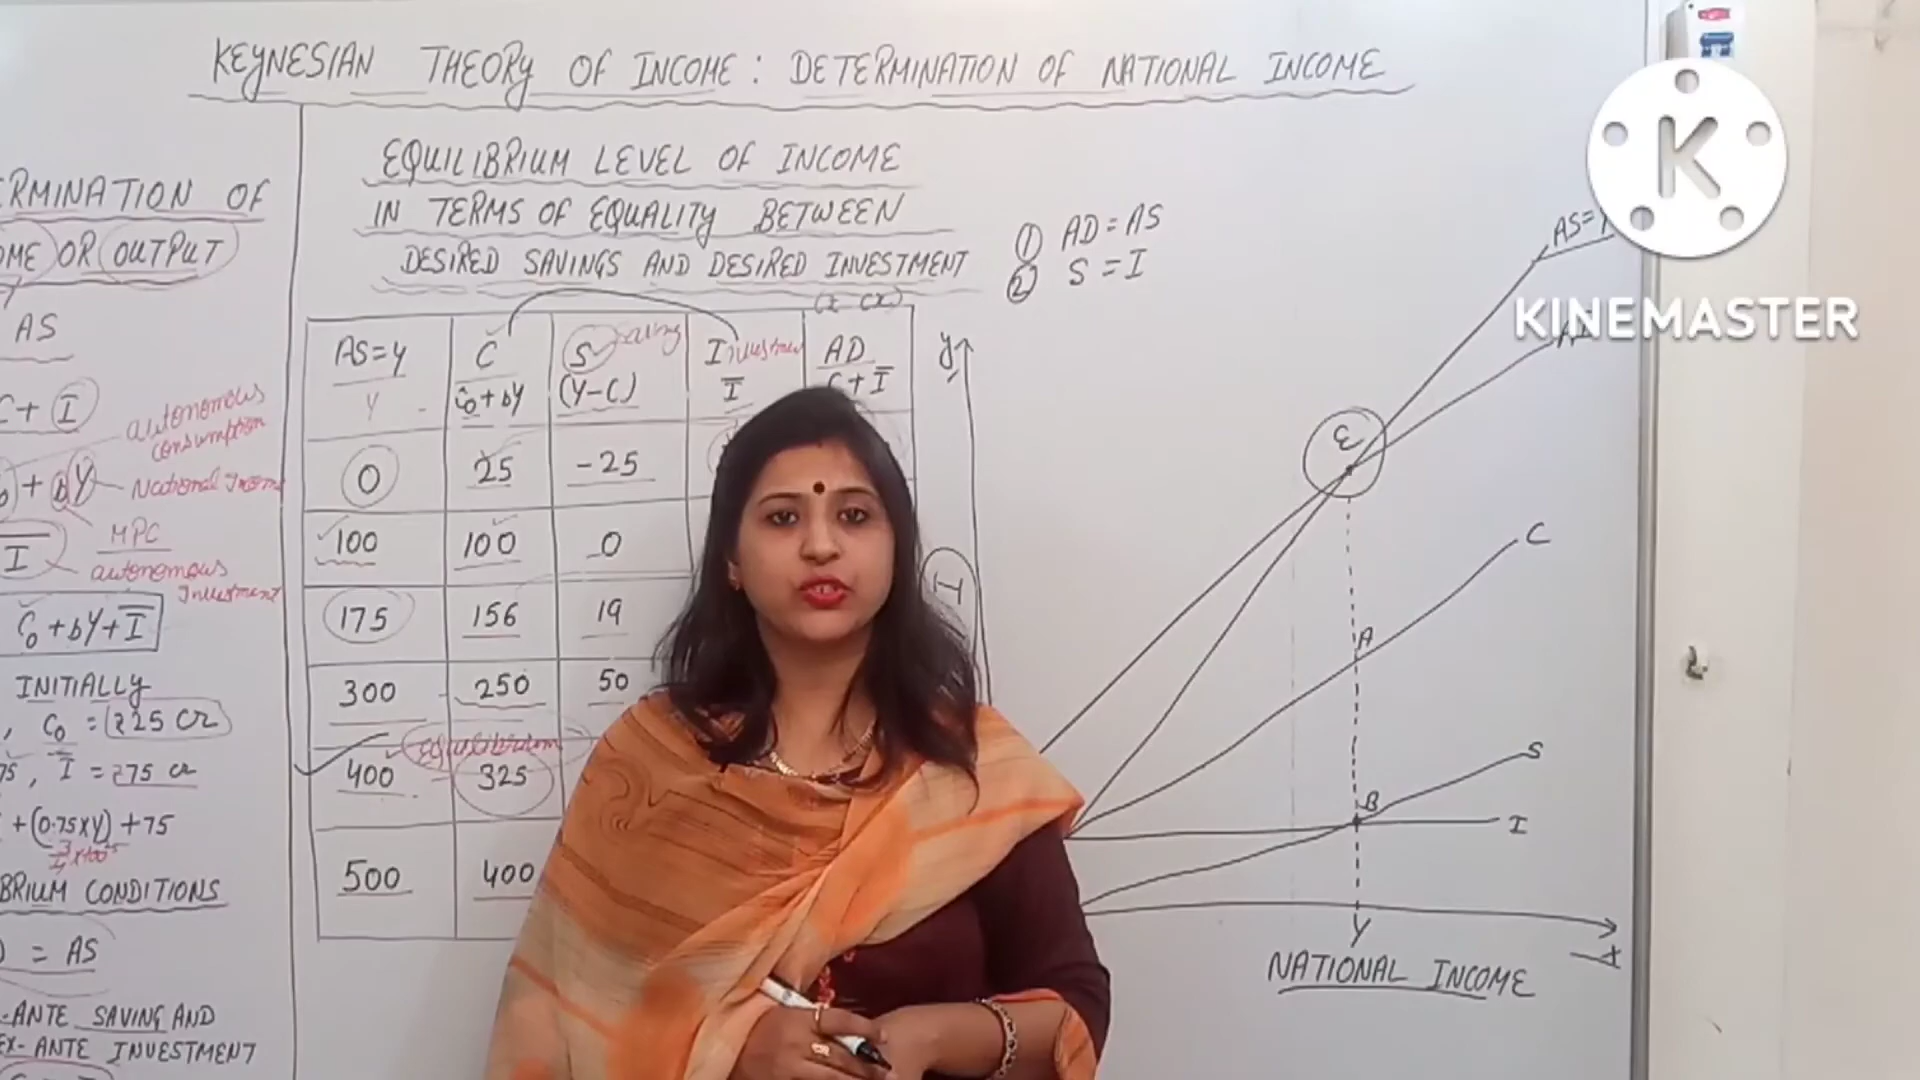 KEYNESIAN THEORY OF INCOME : DETERMINATION OF NATIONAL INCOME
ERMINATION OF
OME OR OUTPUT
AS
C + I
autonomous
consumption
+ bY
National Income
MPC
I
autonomous
Investment
C₀ + bY + I̅
INITIALLY
, C₀ = ₹25 cr
75, I̅ = ₹75 cr
+ (0.75×Y) + 75
BRIUM CONDITIONS
= AS
-ANTE SAVING AND
EX-ANTE INVESTMENT
EQUILIBRIUM LEVEL OF INCOME
IN TERMS OF EQUALITY BETWEEN
DESIRED SAVINGS AND DESIRED INVESTMENT
AS=Y C S saving I nvestmen AD
Y C₀+bY (Y-C) I̅ C+I̅
0 25 -25
100 100 0
175 156 19
300 250 50
equilibrium
400 325
500 400
① AD = AS
② S = I
y
AS=Y
E
C
A
S
B
I
Y
X
NATIONAL INCOME
K
KINEMASTER